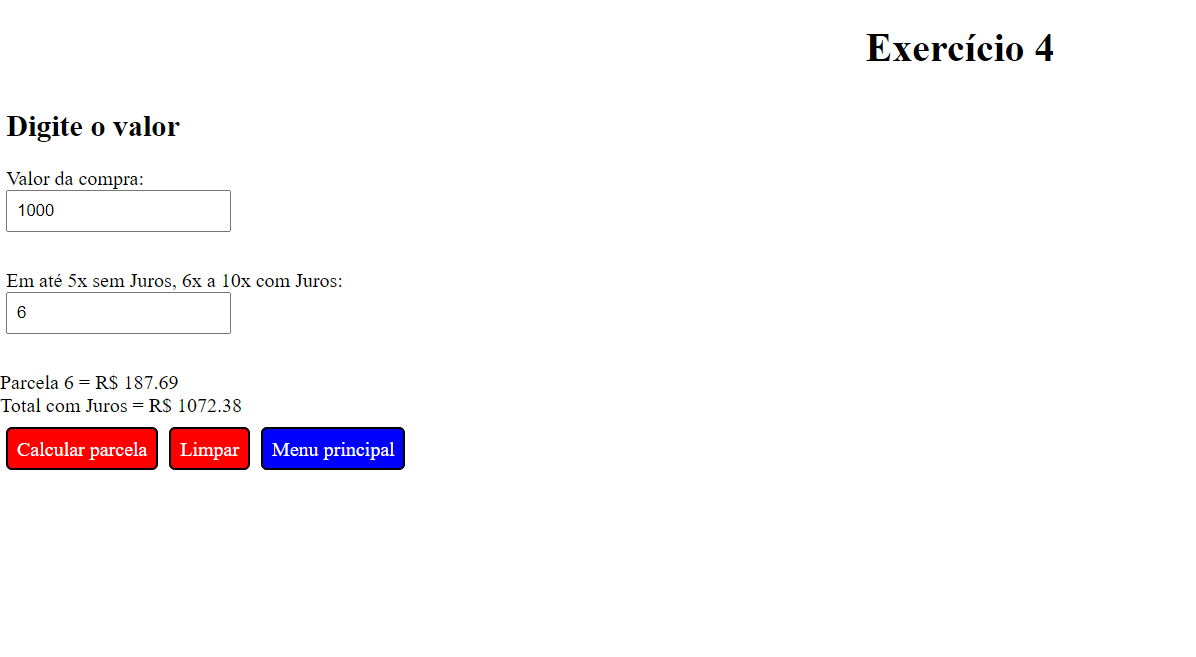 Exercício 4
Digite o valor
Valor da compra:
1000
Em até 5x sem Juros, 6x a 10x com Juros:
6
Parcela 6 = R$ 187.69
Total com Juros = R$ 1072.38
Calcular parcela Limpar Menu principal